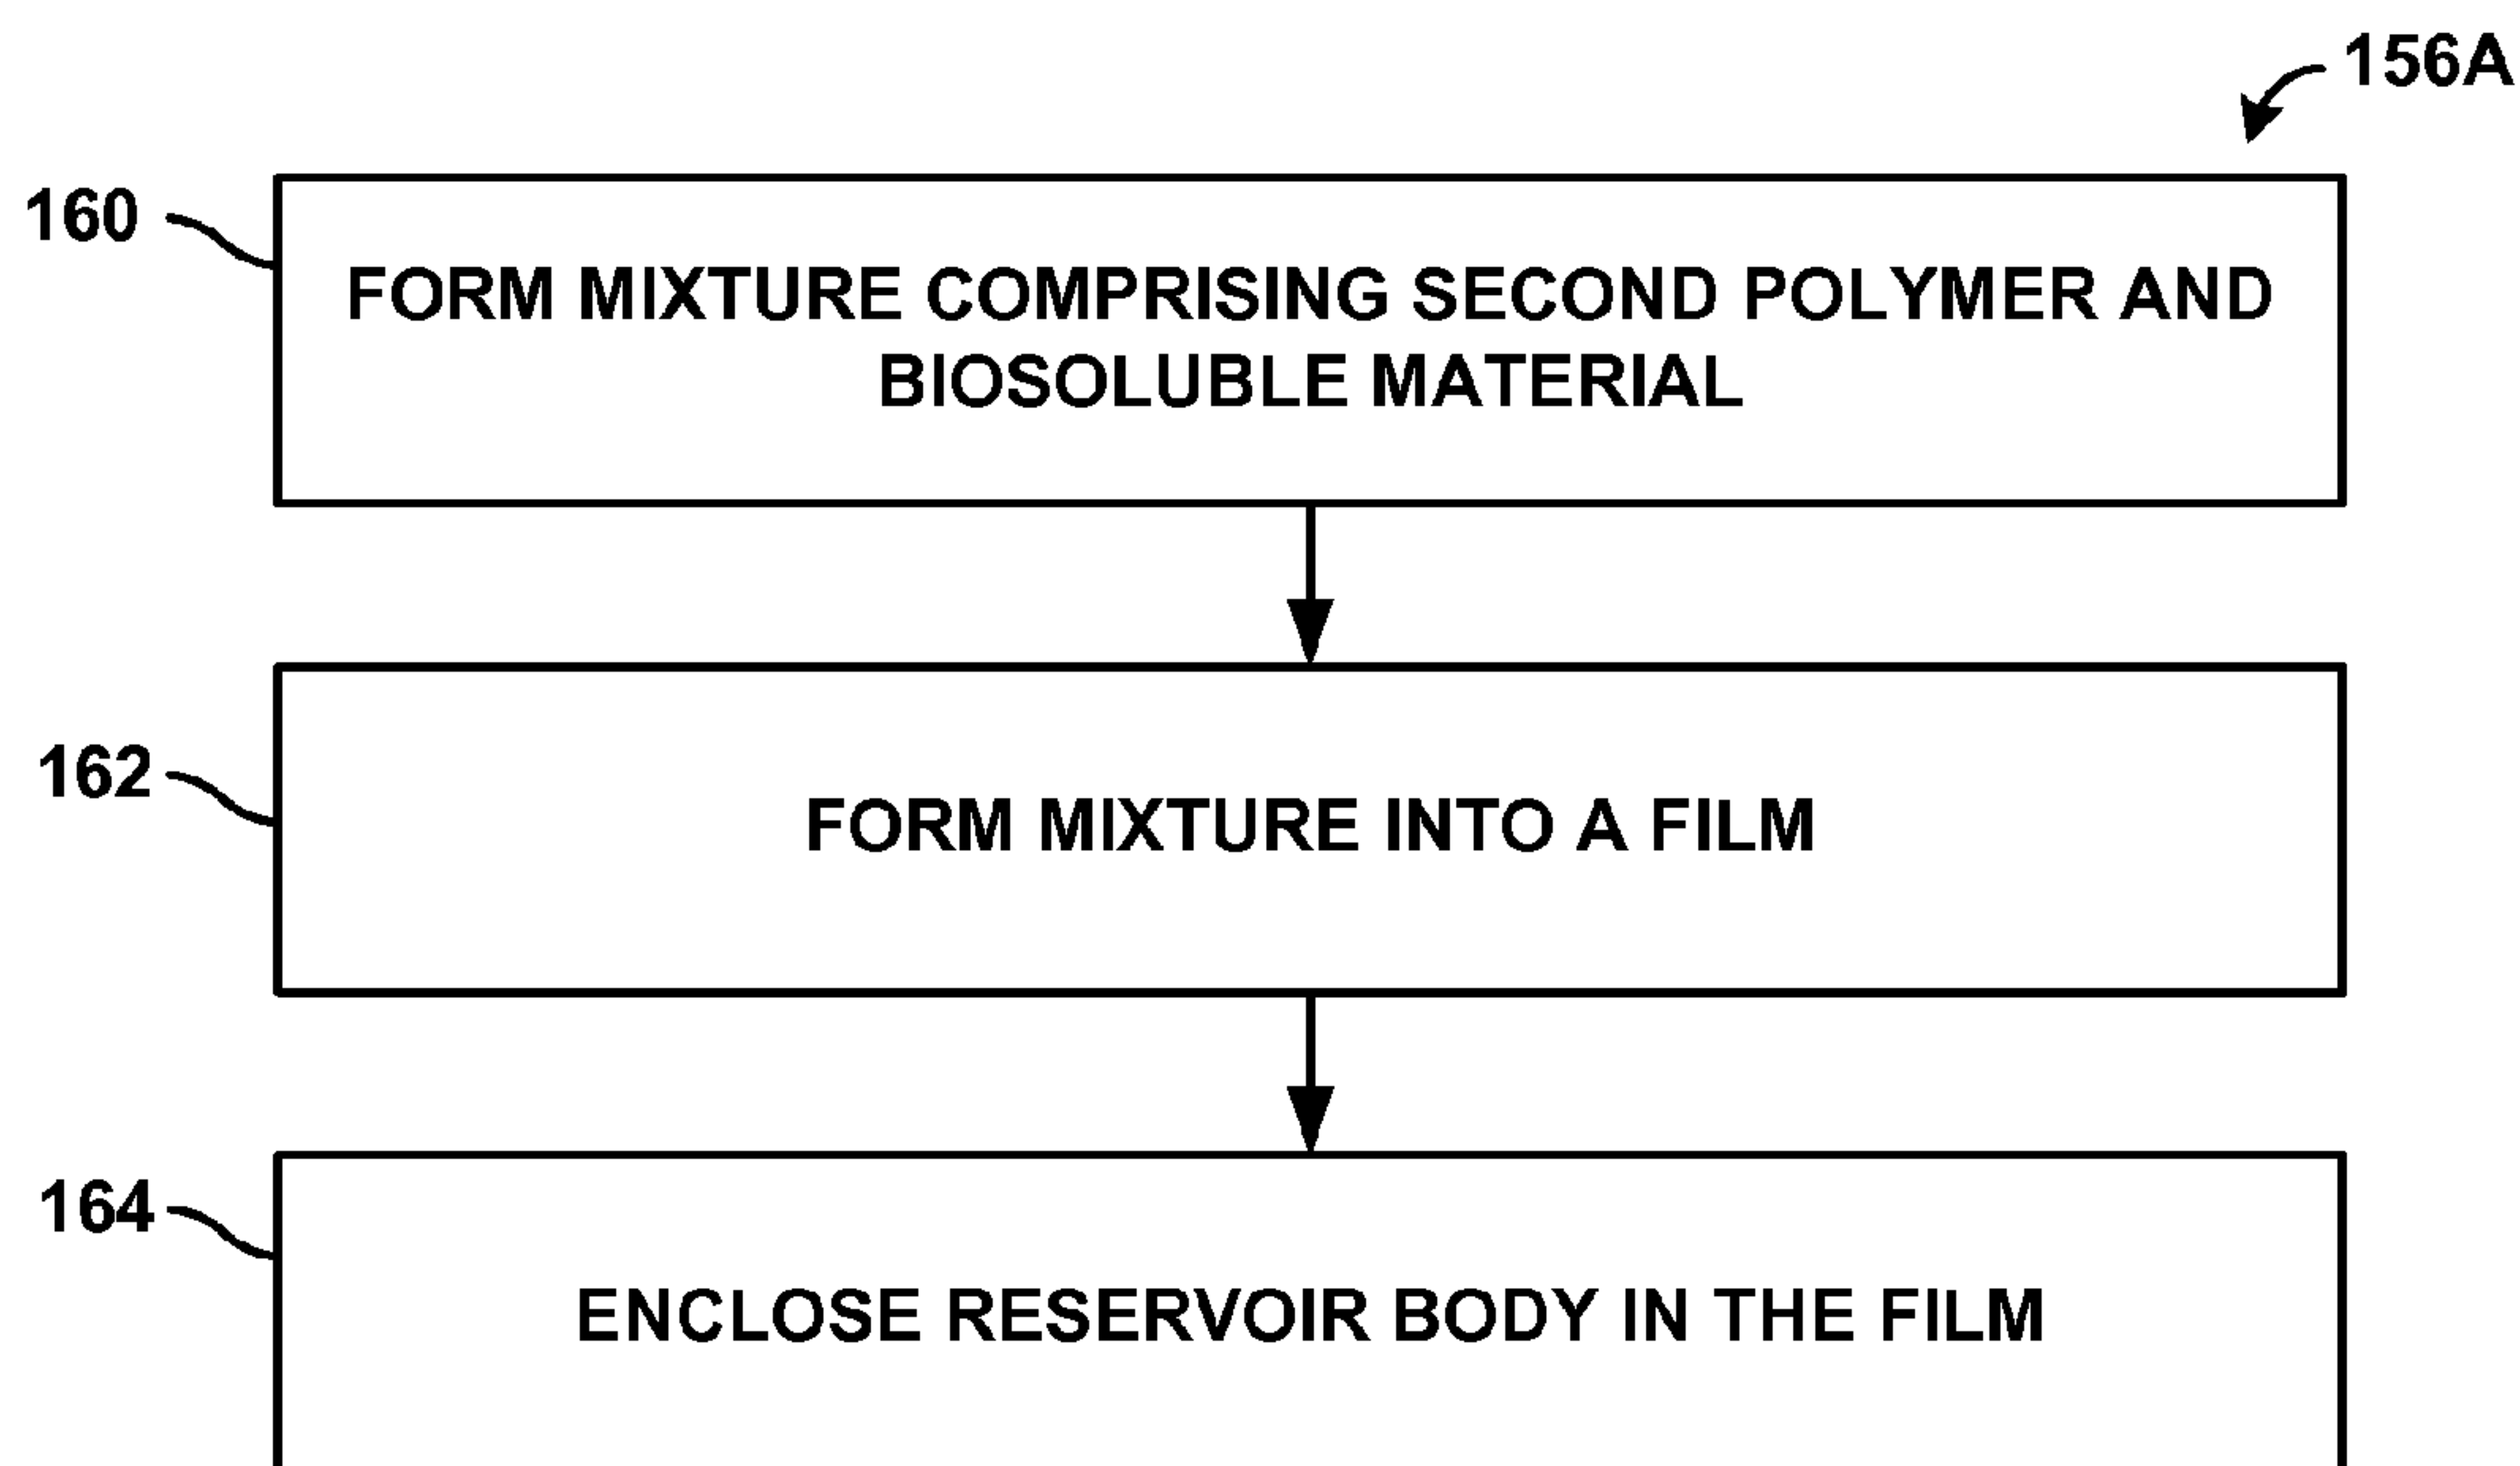 156A
160
FORM MIXTURE COMPRISING SECOND POLYMER AND
BIOSOLUBLE MATERIAL
162
FORM MIXTURE INTO A FILM
164
ENCLOSE RESERVOIR BODY IN THE FILM